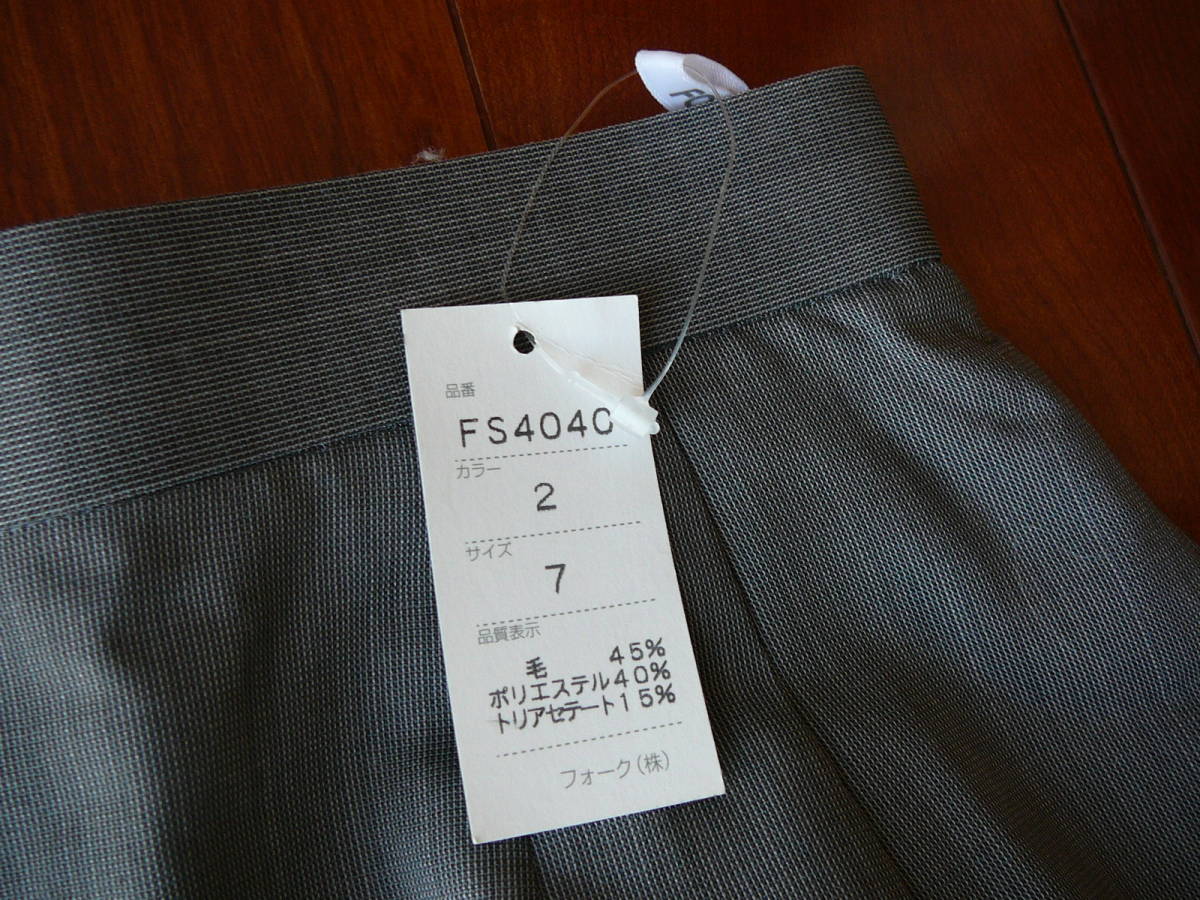 品番
FS4040
カラー
2
サイズ
7
品質表示
毛 45%
ポリエステル40%
トリアセテート15%
フォーク(株)